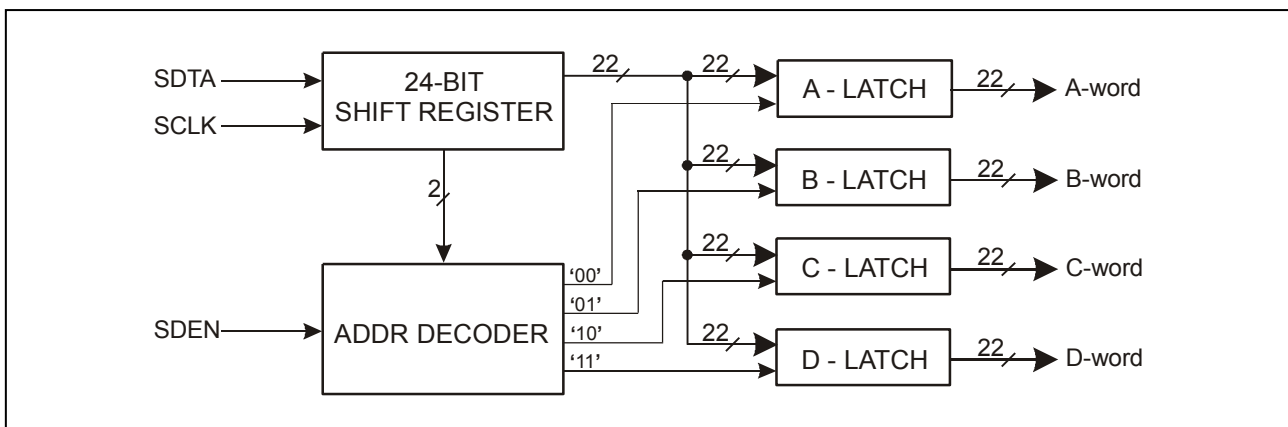 SDTA
SCLK
24-BIT
SHIFT REGISTER
22
22
A - LATCH
22
A-word
22
B - LATCH
22
B-word
2
22
C - LATCH
22
C-word
SDEN
ADDR DECODER
‘00’
‘01’
‘10’
‘11’
22
D - LATCH
22
D-word